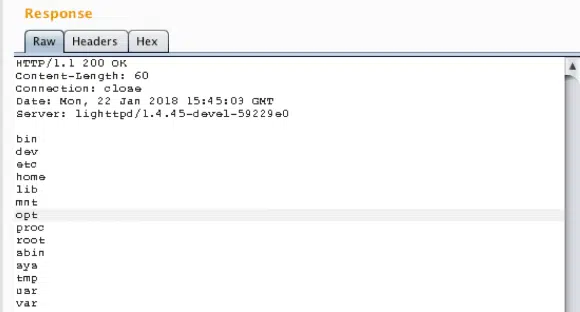 Response
Raw Headers Hex
HTTP/1.1 200 OK
Content-Length: 60
Connection: close
Date: Mon, 22 Jan 2018 15:45:03 GMT
Server: lighttpd/1.4.45-devel-59229e0
bin
dev
etc
home
lib
mnt
opt
proc
root
sbin
sys
tmp
usr
var